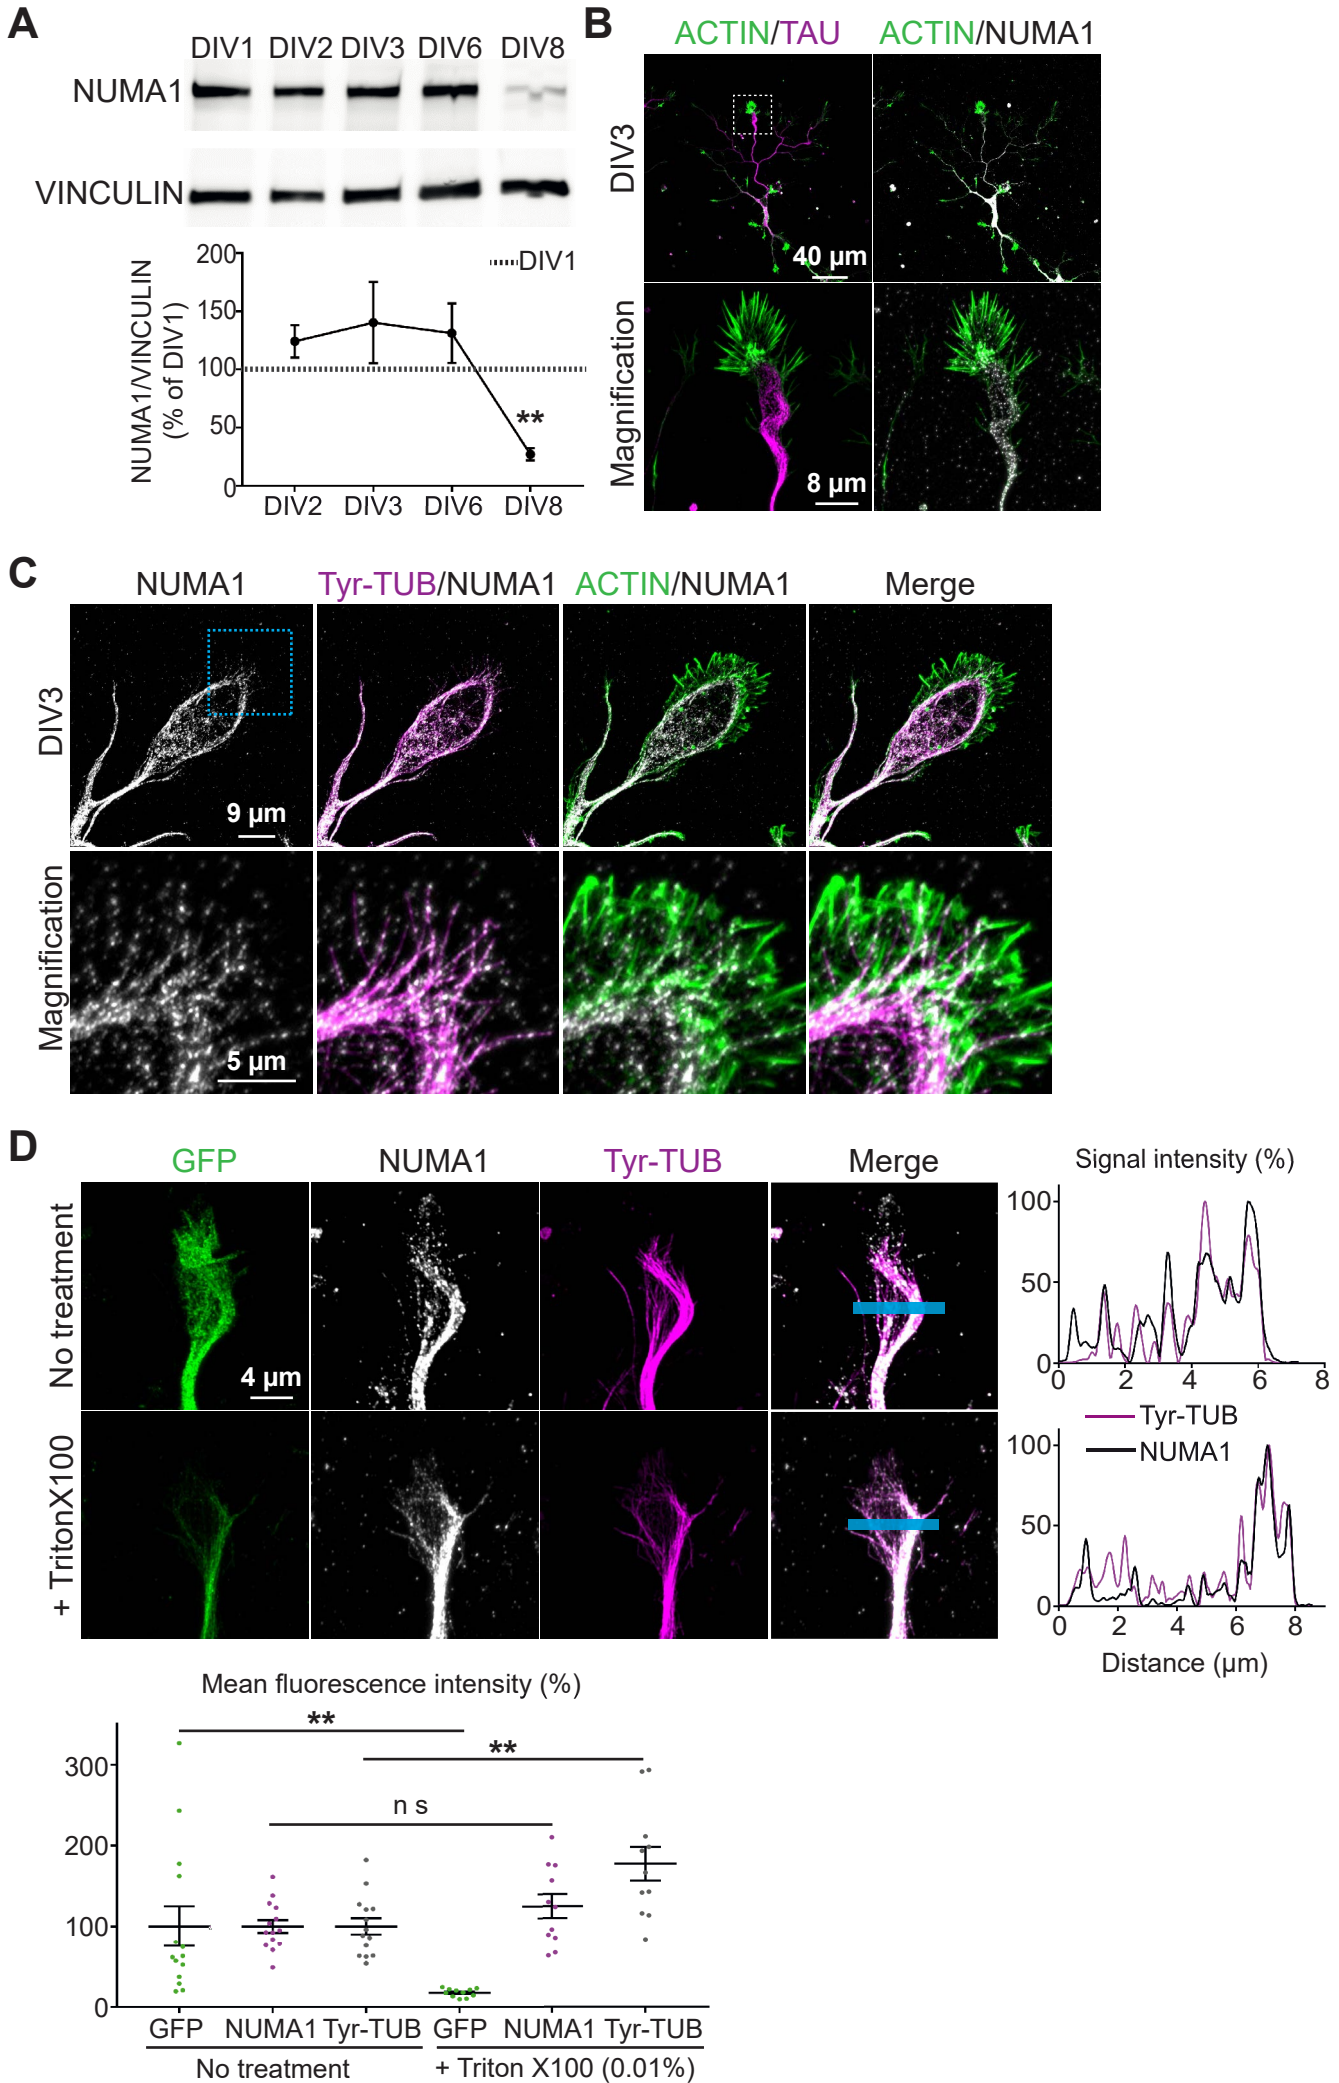 A
DIV1 DIV2 DIV3 DIV6 DIV8
NUMA1
VINCULIN
NUMA1/VINCULIN
(% of DIV1)
200
150
100
50
0
DIV1
**
DIV2 DIV3 DIV6 DIV8
B
ACTIN/TAU ACTIN/NUMA1
DIV3
40 µm
Magnification
8 µm
C
NUMA1 Tyr-TUB/NUMA1 ACTIN/NUMA1 Merge
DIV3
9 µm
Magnification
5 µm
D
GFP NUMA1 Tyr-TUB Merge
No treatment
4 µm
+ TritonX100
Signal intensity (%)
100
50
0
0 2 4 6 8
Tyr-TUB
NUMA1
100
50
0
0 2 4 6 8
Distance (µm)
Mean fluorescence intensity (%)
**
**
n s
300
200
100
0
GFP NUMA1 Tyr-TUB GFP NUMA1 Tyr-TUB
No treatment + Triton X100 (0.01%)